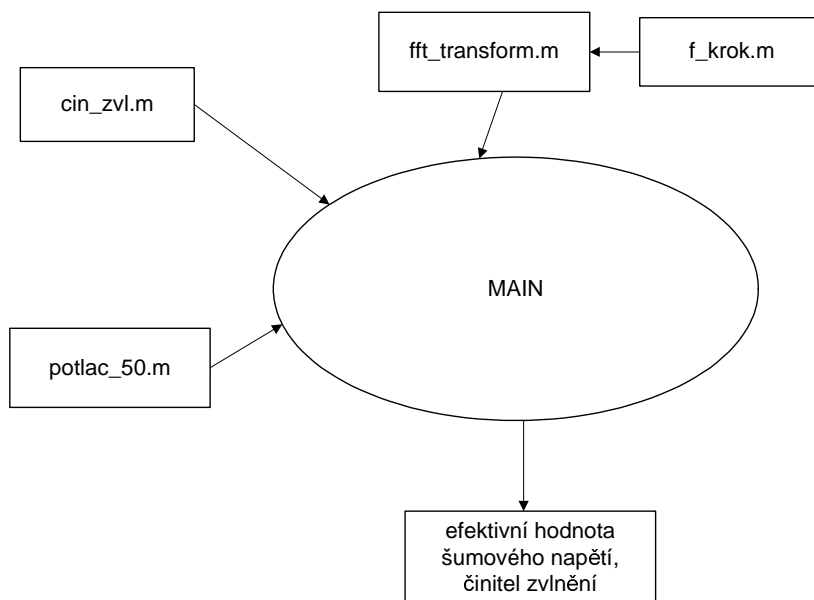 fft_transform.m
f_krok.m
cin_zvl.m
MAIN
potlac_50.m
efektivní hodnota
šumového napětí,
činitel zvlnění